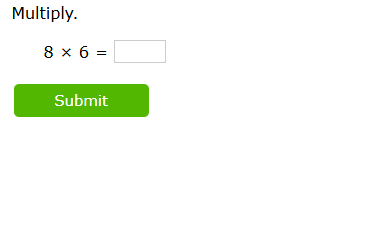 Multiply.
8 × 6 =
Submit